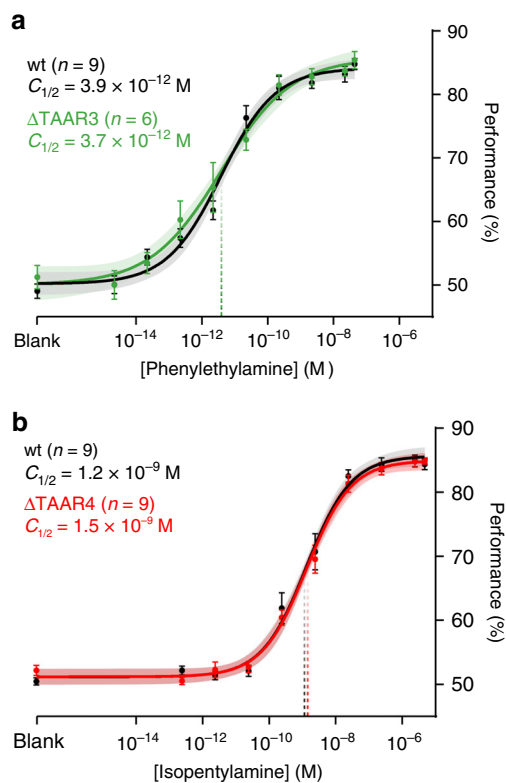 a
wt (n = 9)
C1/2 = 3.9 × 10⁻¹² M
ΔTAAR3 (n = 6)
C1/2 = 3.7 × 10⁻¹² M
90
80
70
60
50
Performance (%)
Blank 10⁻¹⁴ 10⁻¹² 10⁻¹⁰ 10⁻⁸ 10⁻⁶
[Phenylethylamine] (M)
b
wt (n = 9)
C1/2 = 1.2 × 10⁻⁹ M
ΔTAAR4 (n = 9)
C1/2 = 1.5 × 10⁻⁹ M
90
80
70
60
50
Performance (%)
Blank 10⁻¹⁴ 10⁻¹² 10⁻¹⁰ 10⁻⁸ 10⁻⁶
[Isopentylamine] (M)